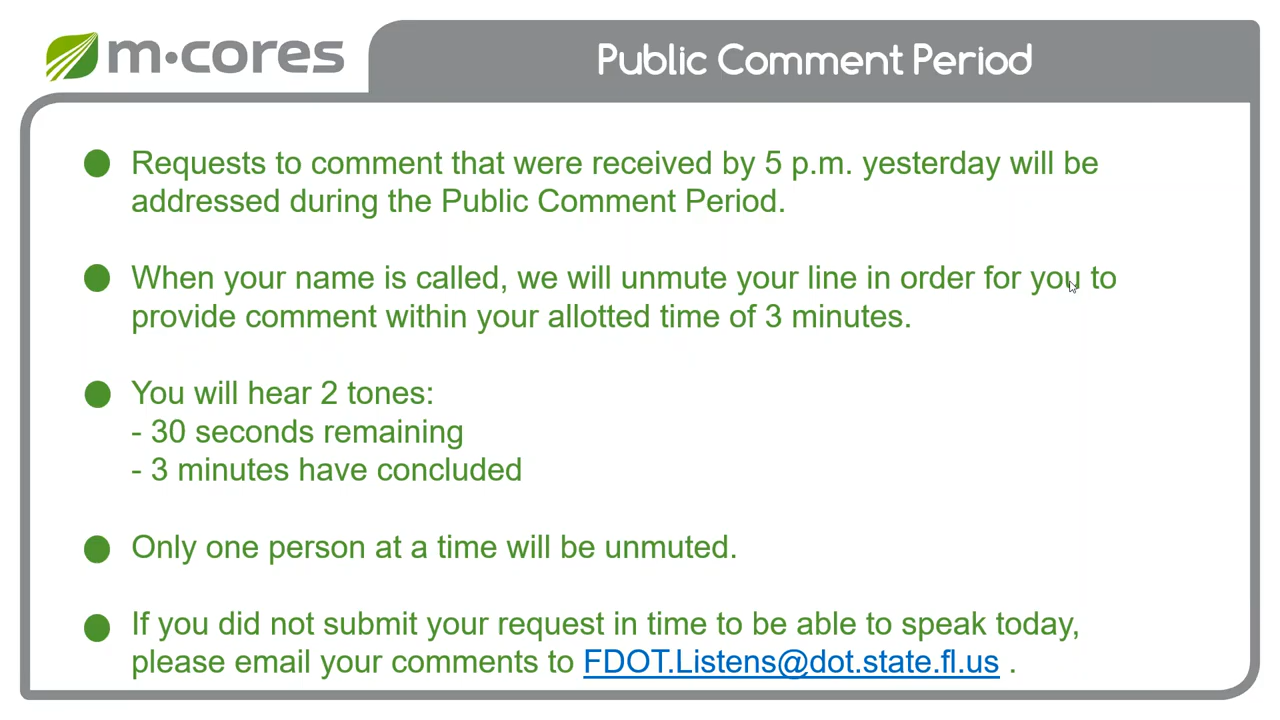 m·cores
Public Comment Period
Requests to comment that were received by 5 p.m. yesterday will be
addressed during the Public Comment Period.
When your name is called, we will unmute your line in order for you to
provide comment within your allotted time of 3 minutes.
You will hear 2 tones:
- 30 seconds remaining
- 3 minutes have concluded
Only one person at a time will be unmuted.
If you did not submit your request in time to be able to speak today,
please email your comments to FDOT.Listens@dot.state.fl.us .